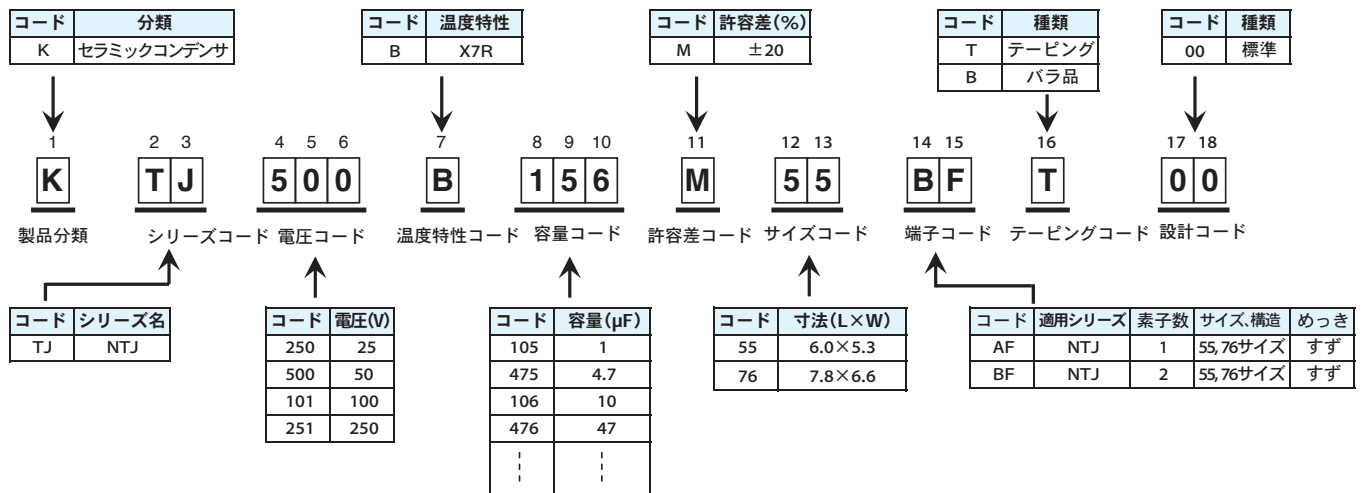 コード 分類
K セラミックコンデンサ
コード 温度特性
B X7R
コード 許容差(%)
M ±20
コード 種類
T テーピング
B バラ品
コード 種類
00 標準
1 2 3 4 5 6 7 8 9 10 11 12 13 14 15 16 17 18
K T J 5 0 0 B 1 5 6 M 5 5 B F T 0 0
製品分類 シリーズコード 電圧コード 温度特性コード 容量コード 許容差コード サイズコード 端子コード テーピングコード 設計コード
コード シリーズ名
TJ NTJ
コード 電圧(V)
250 25
500 50
101 100
251 250
コード 容量(μF)
105 1
475 4.7
106 10
476 47
コード 寸法(L×W)
55 6.0×5.3
76 7.8×6.6
コード 適用シリーズ 素子数 サイズ、構造 めっき
AF NTJ 1 55,76サイズ すず
BF NTJ 2 55,76サイズ すず